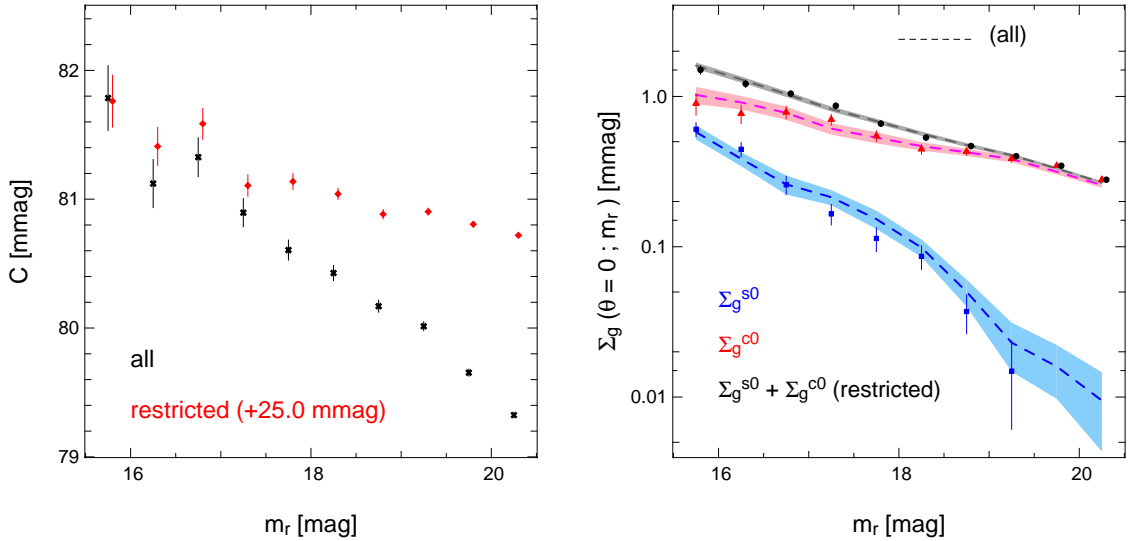 82
81
80
79
C [mmag]
16
18
20
m_r [mag]
all
restricted (+25.0 mmag)
1.0
0.1
0.01
Σ_g (θ = 0 ; m_r) [mmag]
16
18
20
m_r [mag]
(all)
Σ_g^s0
Σ_g^c0
Σ_g^s0 + Σ_g^c0 (restricted)